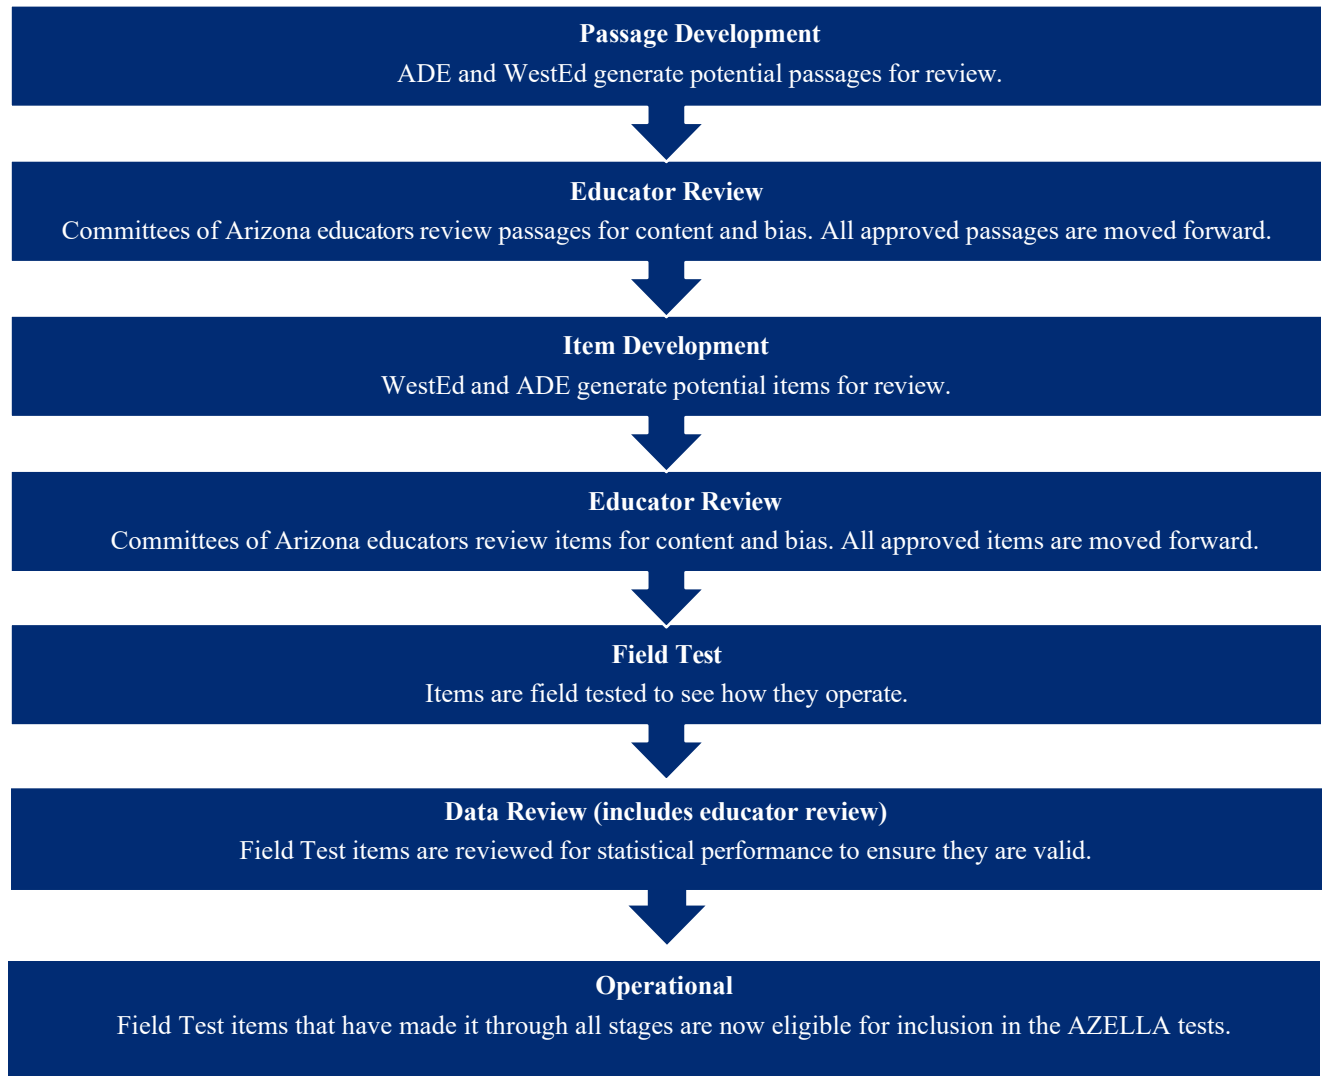 Passage Development
ADE and WestEd generate potential passages for review.
Educator Review
Committees of Arizona educators review passages for content and bias. All approved passages are moved forward.
Item Development
WestEd and ADE generate potential items for review.
Educator Review
Committees of Arizona educators review items for content and bias. All approved items are moved forward.
Field Test
Items are field tested to see how they operate.
Data Review (includes educator review)
Field Test items are reviewed for statistical performance to ensure they are valid.
Operational
Field Test items that have made it through all stages are now eligible for inclusion in the AZELLA tests.